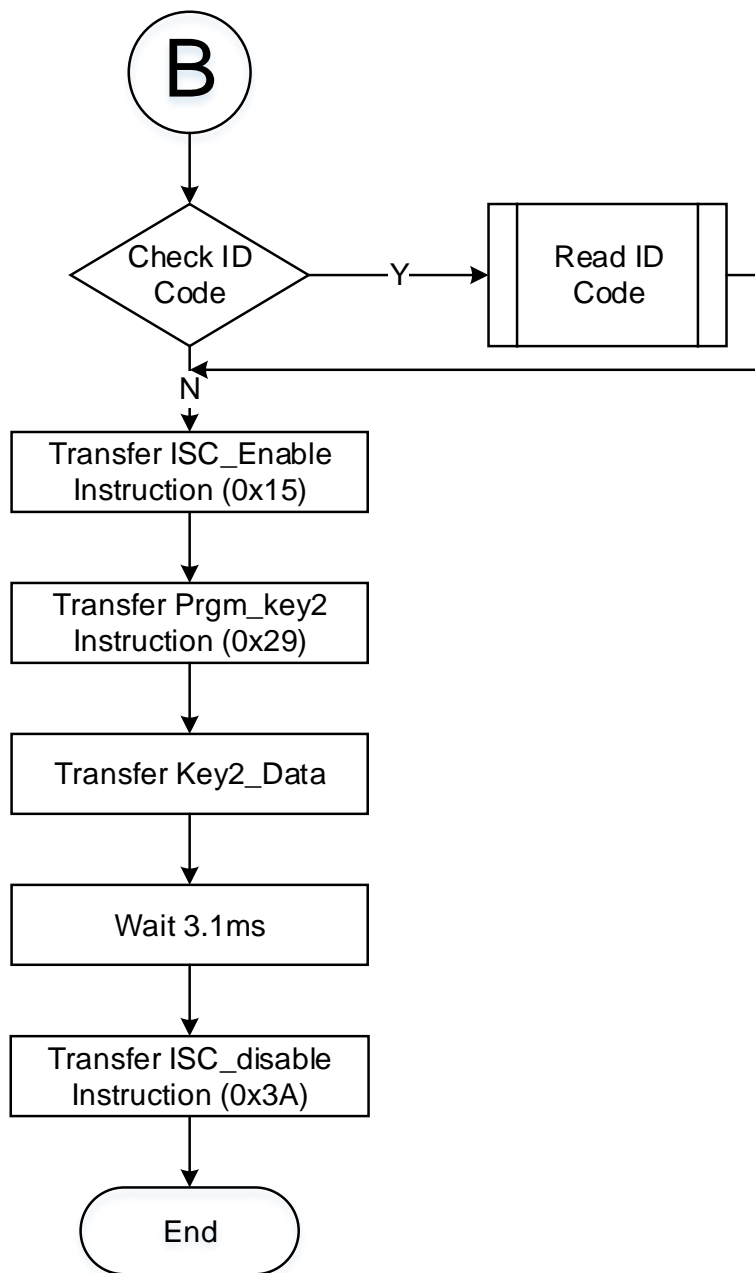 B
Check ID
Code
Y
Read ID
Code
N
Transfer ISC_Enable
Instruction (0x15)
Transfer Prgm_key2
Instruction (0x29)
Transfer Key2_Data
Wait 3.1ms
Transfer ISC_disable
Instruction (0x3A)
End